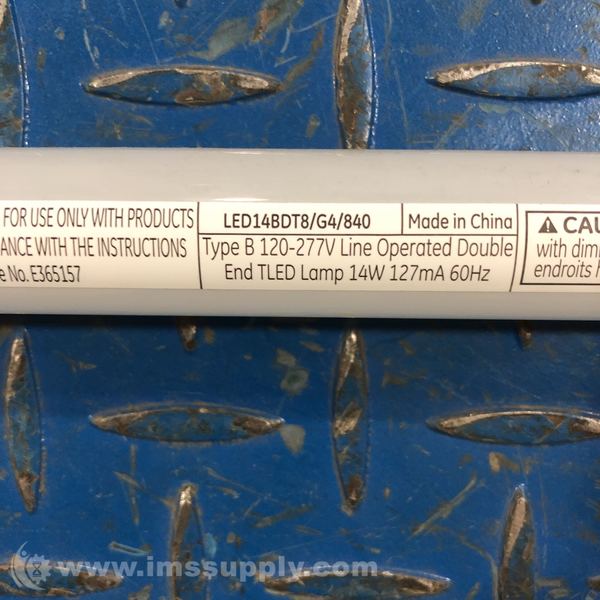 FOR USE ONLY WITH PRODUCTS
ANCE WITH THE INSTRUCTIONS
e No. E365157
LED14BDT8/G4/840
Made in China
Type B 120-277V Line Operated Double
End TLED Lamp 14W 127mA 60Hz
CAU
with dim
endroits h
www.imssupply.com